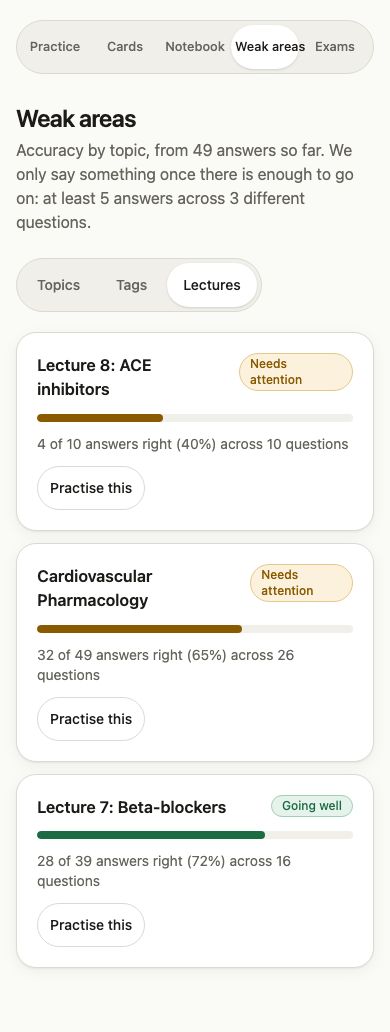 Practice Cards Notebook Weak areas Exams
Weak areas
Accuracy by topic, from 49 answers so far. We
only say something once there is enough to go
on: at least 5 answers across 3 different
questions.
Topics Tags Lectures
Lecture 8: ACE
inhibitors
Needs
attention
4 of 10 answers right (40%) across 10 questions
Practise this
Cardiovascular
Pharmacology
Needs
attention
32 of 49 answers right (65%) across 26
questions
Practise this
Lecture 7: Beta-blockers
Going well
28 of 39 answers right (72%) across 16
questions
Practise this